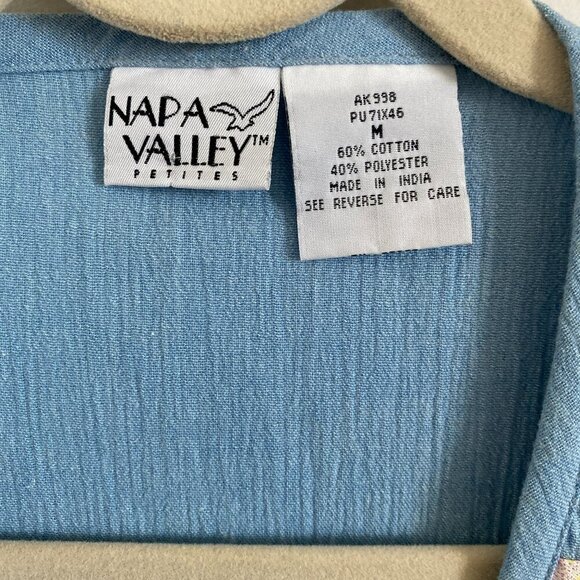 NAPA
VALLEY™
PETITES
AK998
PU71X46
M
60% COTTON
40% POLYESTER
MADE IN INDIA
SEE REVERSE FOR CARE